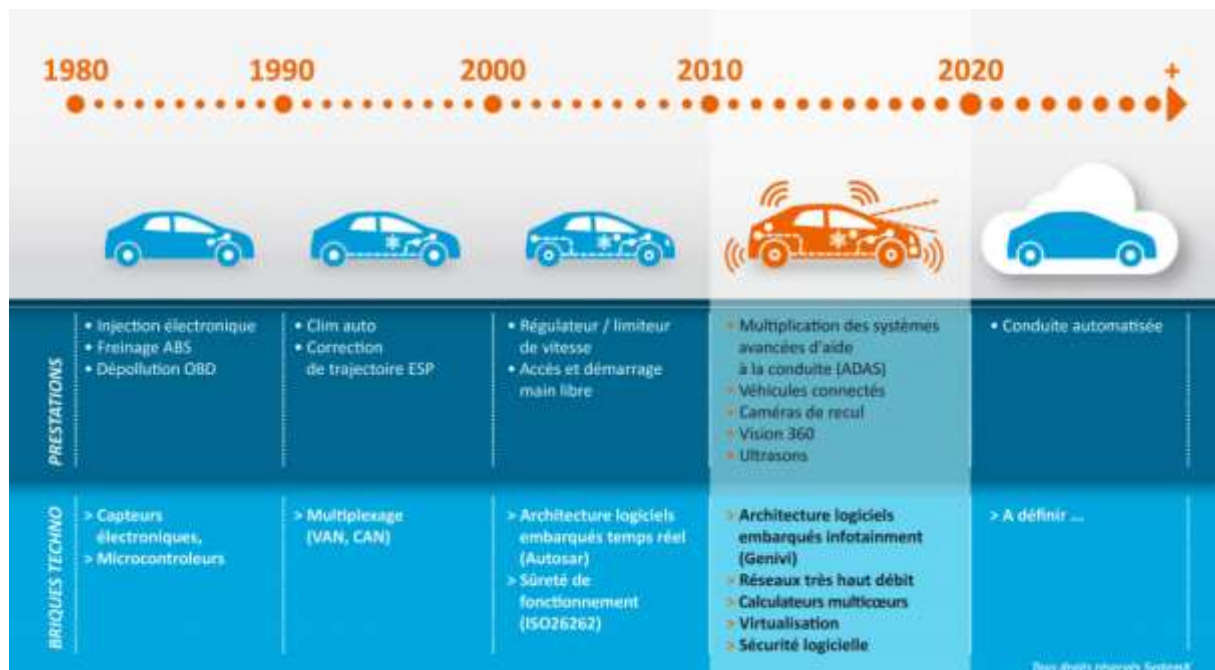 1980 1990 2000 2010 2020 +
PRESTATIONS
• Injection électronique
• Freinage ABS
• Dépollution OBD
• Clim auto
• Correction
de trajectoire ESP
• Régulateur / limiteur
de vitesse
• Accès et démarrage
main libre
• Multiplication des systèmes
avancées d'aide
à la conduite (ADAS)
• Véhicules connectés
• Caméras de recul
• Vision 360
• Ultrasons
• Conduite automatisée
BRIQUES TECHNO
> Capteurs
électroniques,
> Microcontroleurs
> Multiplexage
(VAN, CAN)
> Architecture logiciels
embarqués temps réel
(Autosar)
> Sûreté de
fonctionnement
(ISO26262)
> Architecture logiciels
embarqués infotainment
(Genivi)
> Réseaux très haut débit
> Calculateurs multicœurs
> Virtualisation
> Sécurité logicielle
> A définir ...
Tous droits réservés SystemX